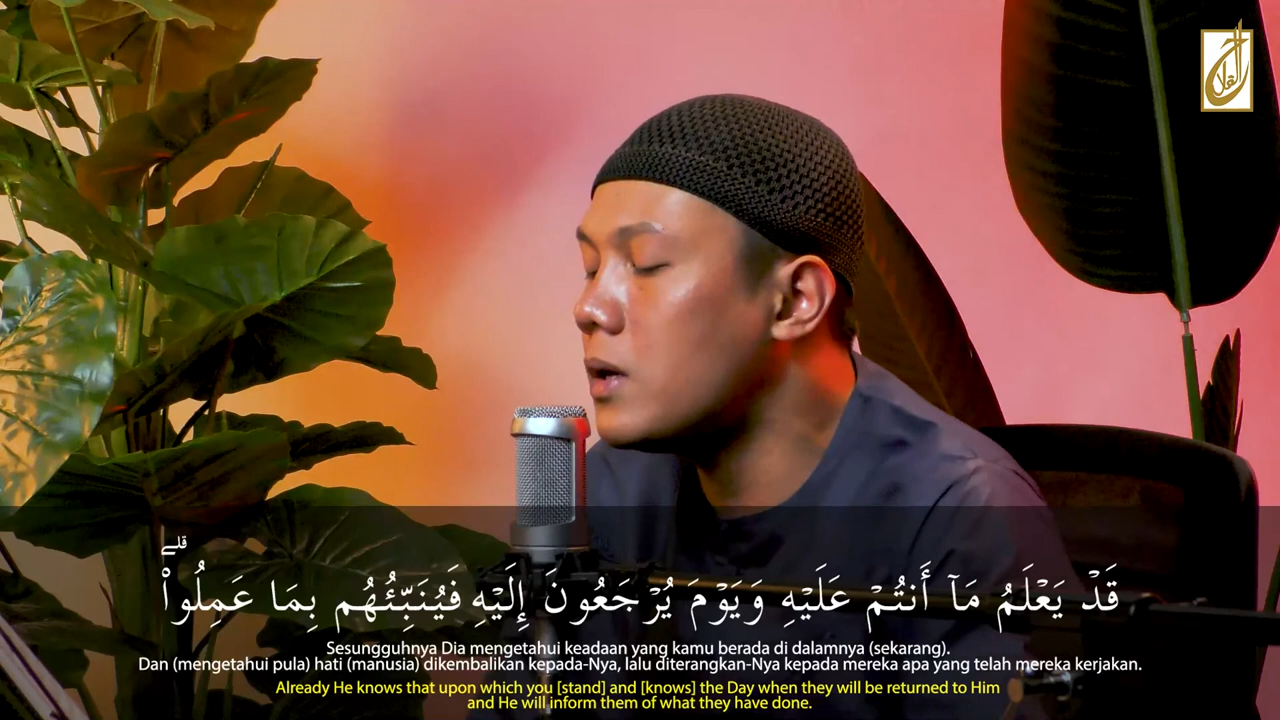 قَدْ يَعْلَمُ مَآ أَنتُمْ عَلَيْهِ وَيَوْمَ يُرْجَعُونَ إِلَيْهِ فَيُنَبِّئُهُم بِمَا عَمِلُوا۟ ۗ
Sesungguhnya Dia mengetahui keadaan yang kamu berada di dalamnya (sekarang).
Dan (mengetahui pula) hati (manusia) dikembalikan kepada-Nya, lalu diterangkan-Nya kepada mereka apa yang telah mereka kerjakan.
Already He knows that upon which you [stand] and [knows] the Day when they will be returned to Him
and He will inform them of what they have done.